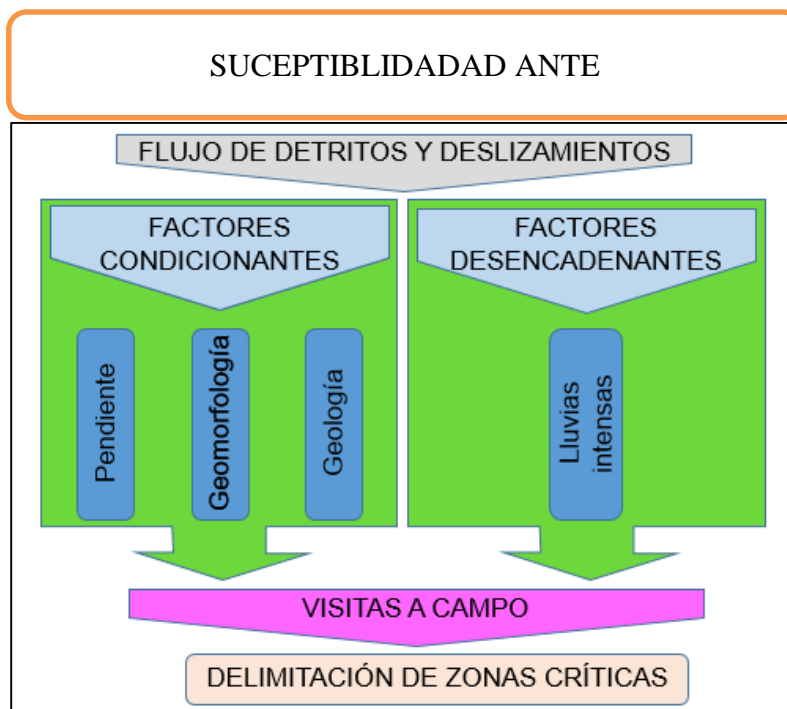 SUCEPTIBLIDADAD ANTE
FLUJO DE DETRITOS Y DESLIZAMIENTOS
FACTORES
CONDICIONANTES
Pendiente
Geomorfología
Geología
FACTORES
DESENCADENANTES
Lluvias
intensas
VISITAS A CAMPO
DELIMITACIÓN DE ZONAS CRÍTICAS